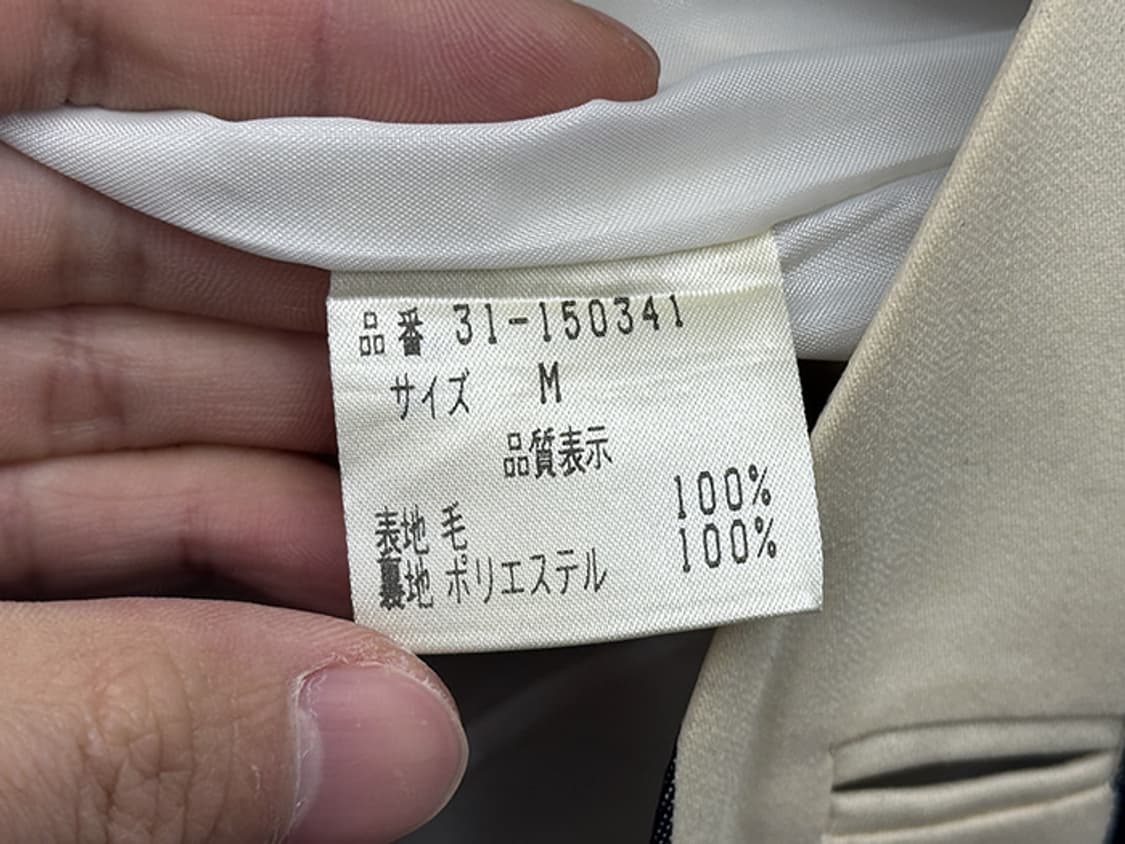 品番 31-150341
サイズ M
品質表示
表地 毛 100%
裏地 ポリエステル 100%